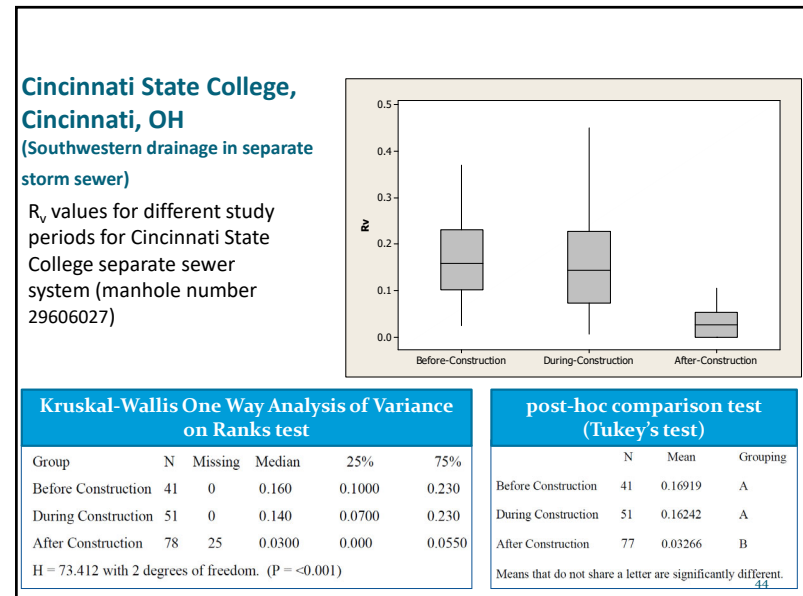 Cincinnati State College,
Cincinnati, OH
(Southwestern drainage in separate
storm sewer)
Rv values for different study
periods for Cincinnati State
College separate sewer
system (manhole number
29606027)
0.5
0.4
0.3
0.2
0.1
0.0
Rv
Before-Construction During-Construction After-Construction
Kruskal-Wallis One Way Analysis of Variance
on Ranks test
Group N Missing Median 25% 75%
Before Construction 41 0 0.160 0.1000 0.230
During Construction 51 0 0.140 0.0700 0.230
After Construction 78 25 0.0300 0.000 0.0550
H = 73.412 with 2 degrees of freedom. (P = <0.001)
post-hoc comparison test
(Tukey's test)
N Mean Grouping
Before Construction 41 0.16919 A
During Construction 51 0.16242 A
After Construction 77 0.03266 B
Means that do not share a letter are significantly different.
44